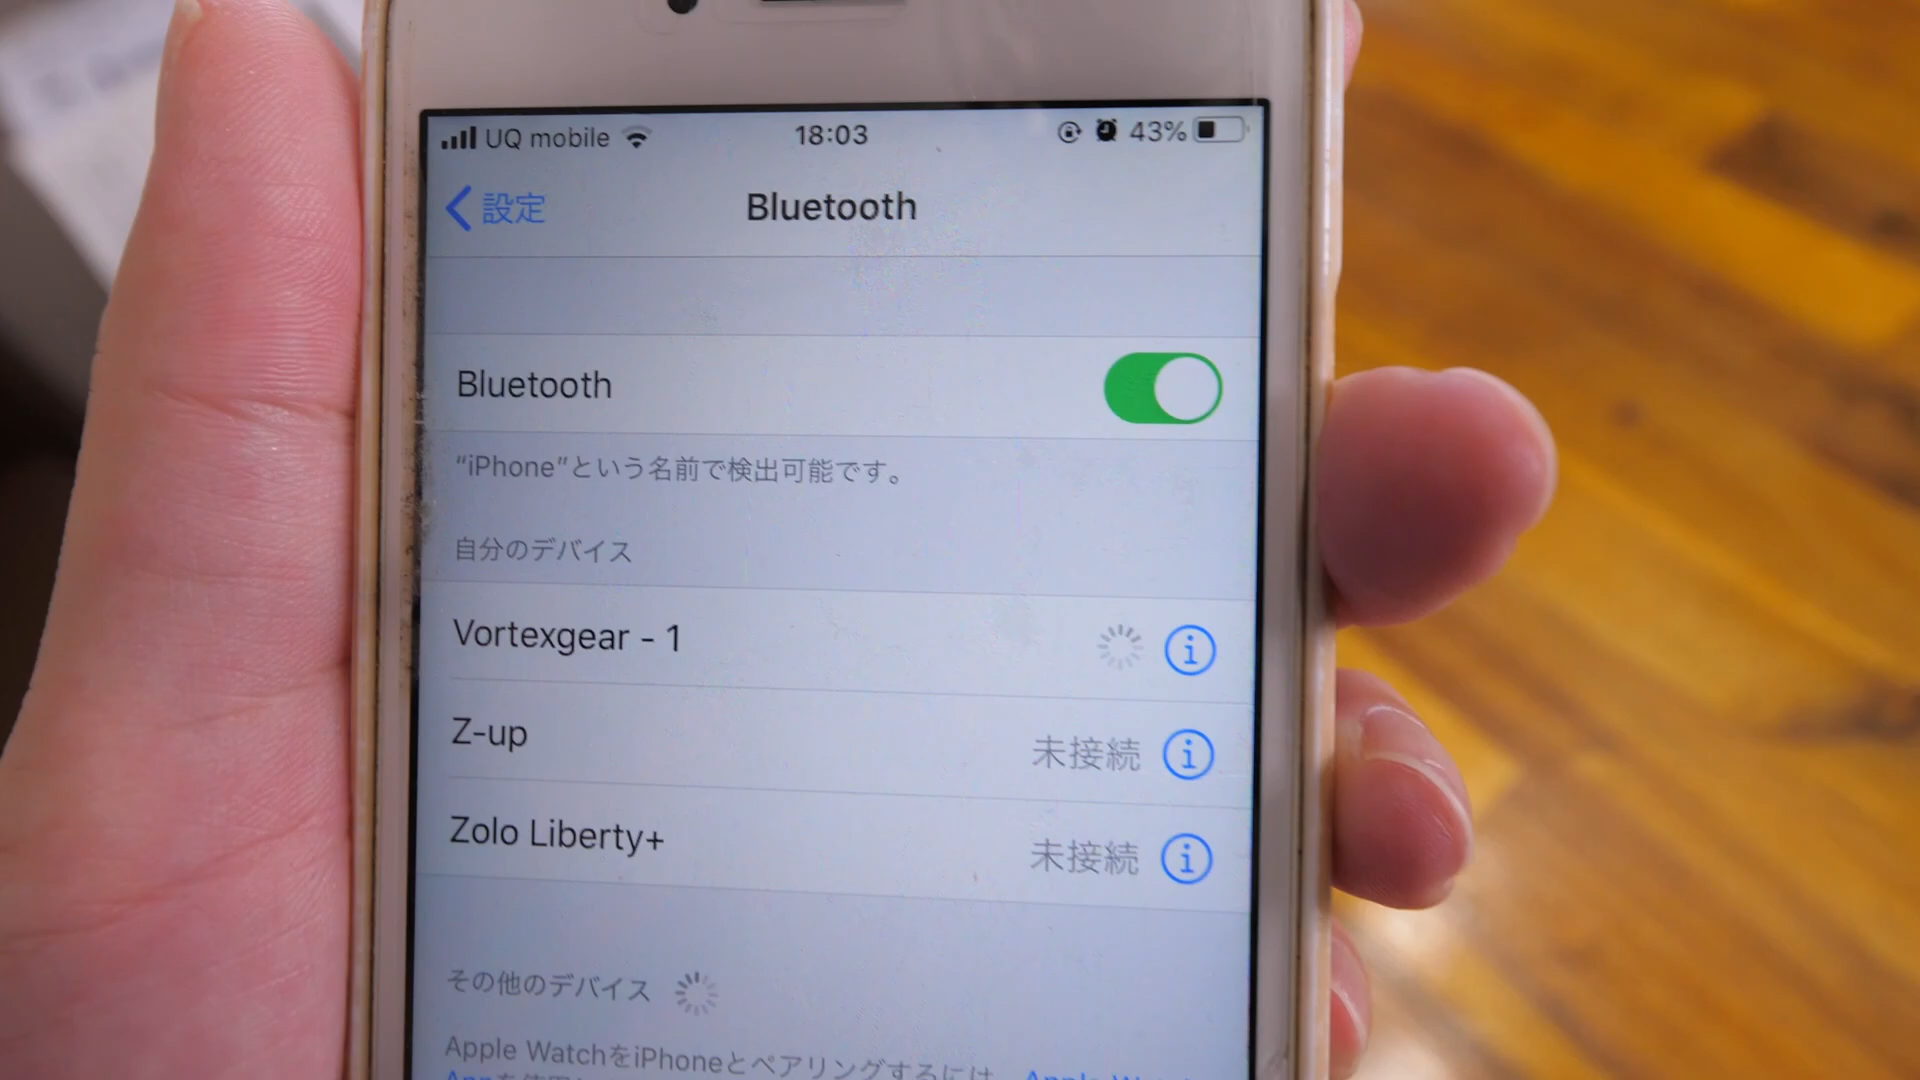 UQ mobile 18:03 43%
設定 Bluetooth
Bluetooth
“iPhone”という名前で検出可能です。
自分のデバイス
Vortexgear - 1
Z-up 未接続
Zolo Liberty+ 未接続
その他のデバイス
Apple WatchをiPhoneとペアリングするには、 Apple